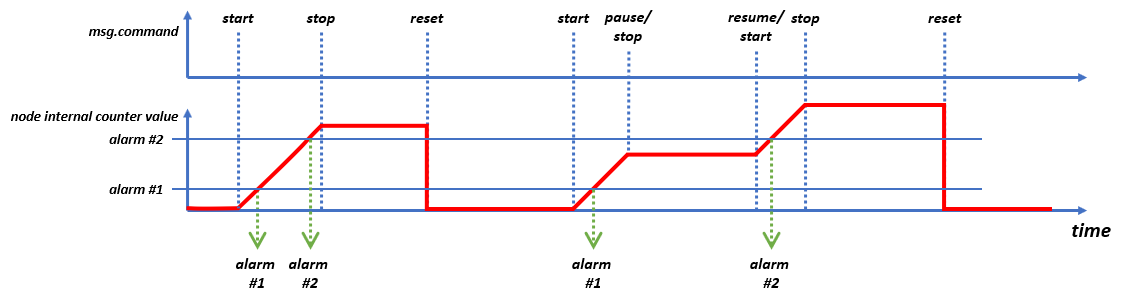 start stop reset start pause/ resume/ stop reset
stop start
msg.command
node internal counter value
alarm #2
alarm #1
time
alarm alarm alarm alarm
#1 #2 #1 #2